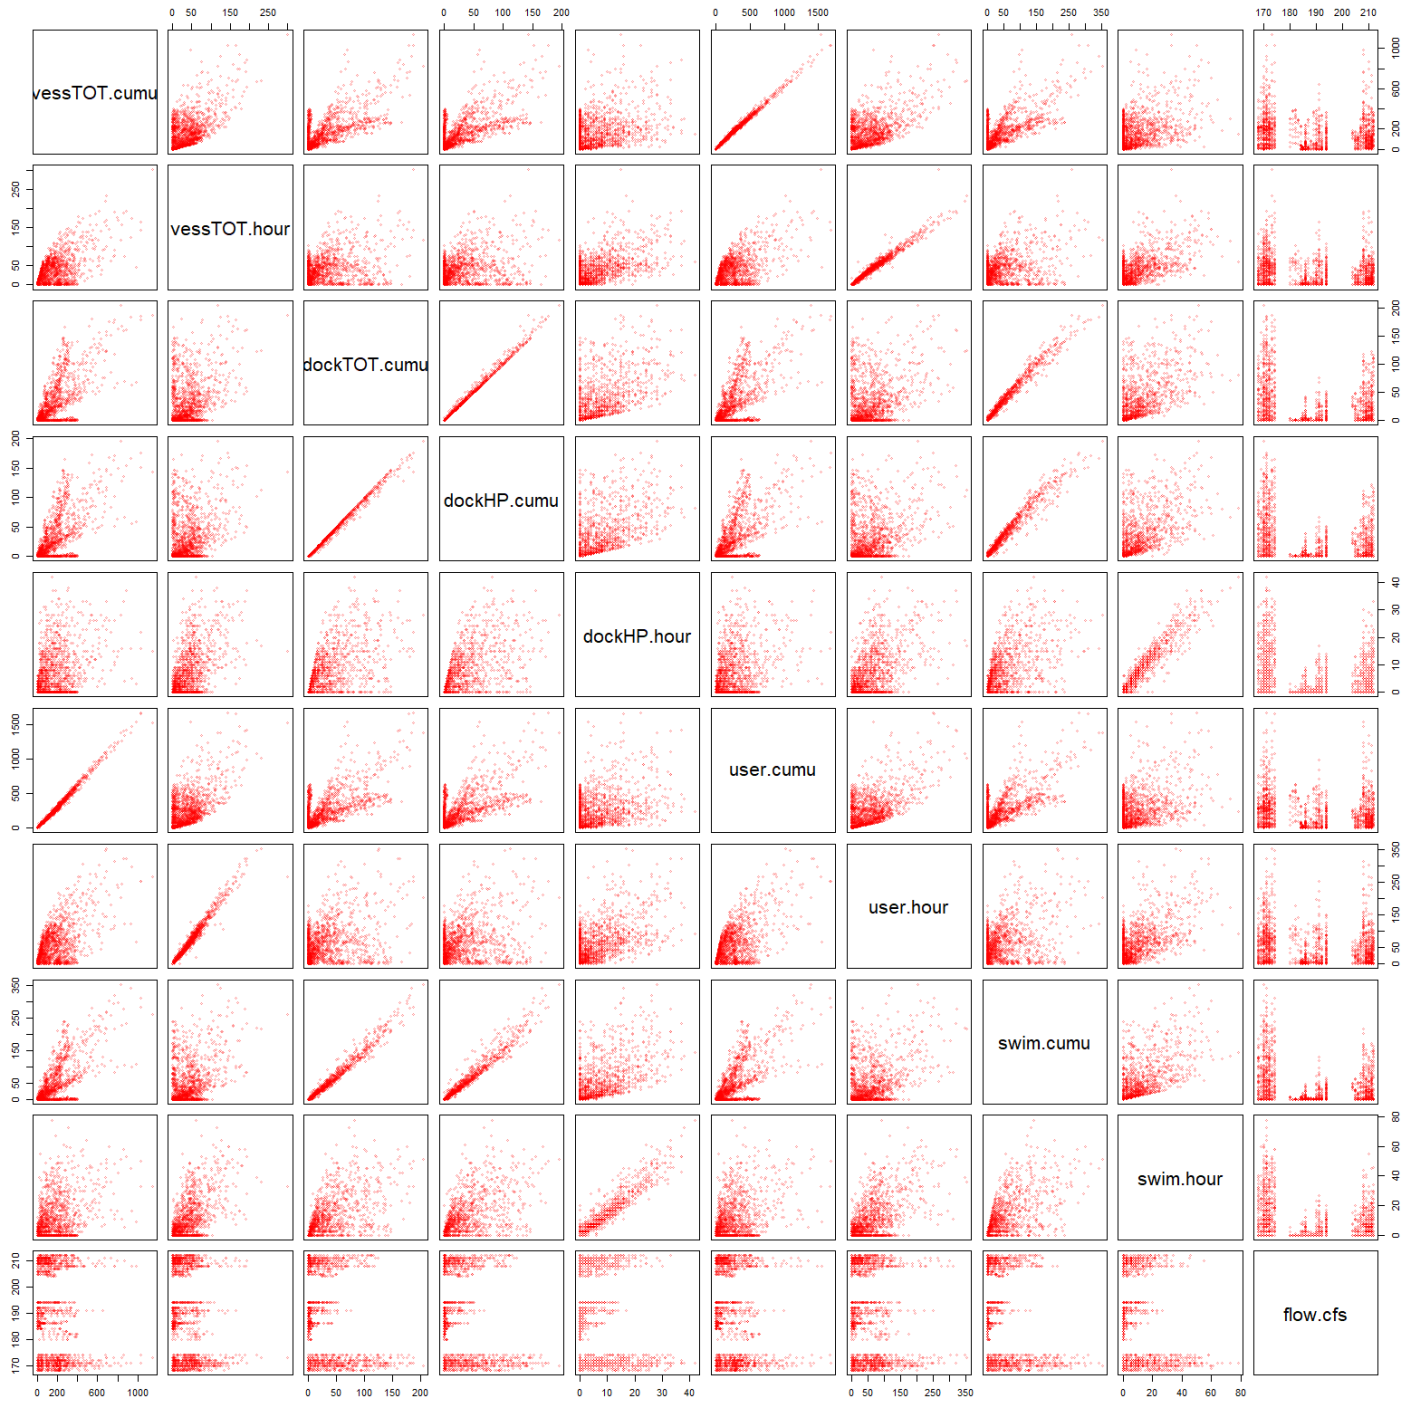 0 50 150 250
0 50 100 150 200
0 500 1000 1500
0 50 150 250 350
170 180 190 200 210
vessTOT.cumu
0 200 600 1000
vessTOT.hour
0 50 150 250
dockTOT.cumu
0 50 100 150 200
dockHP.cumu
0 50 100 150 200
dockHP.hour
0 10 20 30 40
user.cumu
0 500 1000 1500
user.hour
0 50 150 250 350
swim.cumu
0 50 150 250 350
swim.hour
0 20 40 60 80
flow.cfs
170 180 190 200 210
0 200 600 1000
0 50 100 150 200
0 10 20 30 40
0 50 150 250 350
0 20 40 60 80